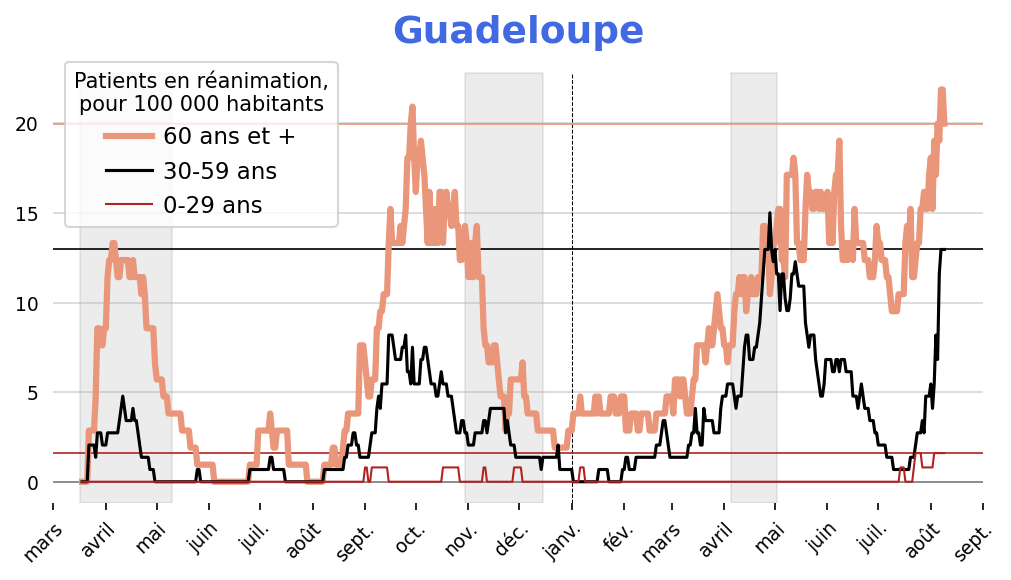 Guadeloupe
Patients en réanimation,
pour 100 000 habitants
60 ans et +
30-59 ans
0-29 ans
20
15
10
5
0
mars
avril
mai
juin
juil.
août
sept.
oct.
nov.
déc.
janv.
fév.
mars
avril
mai
juin
juil.
août
sept.